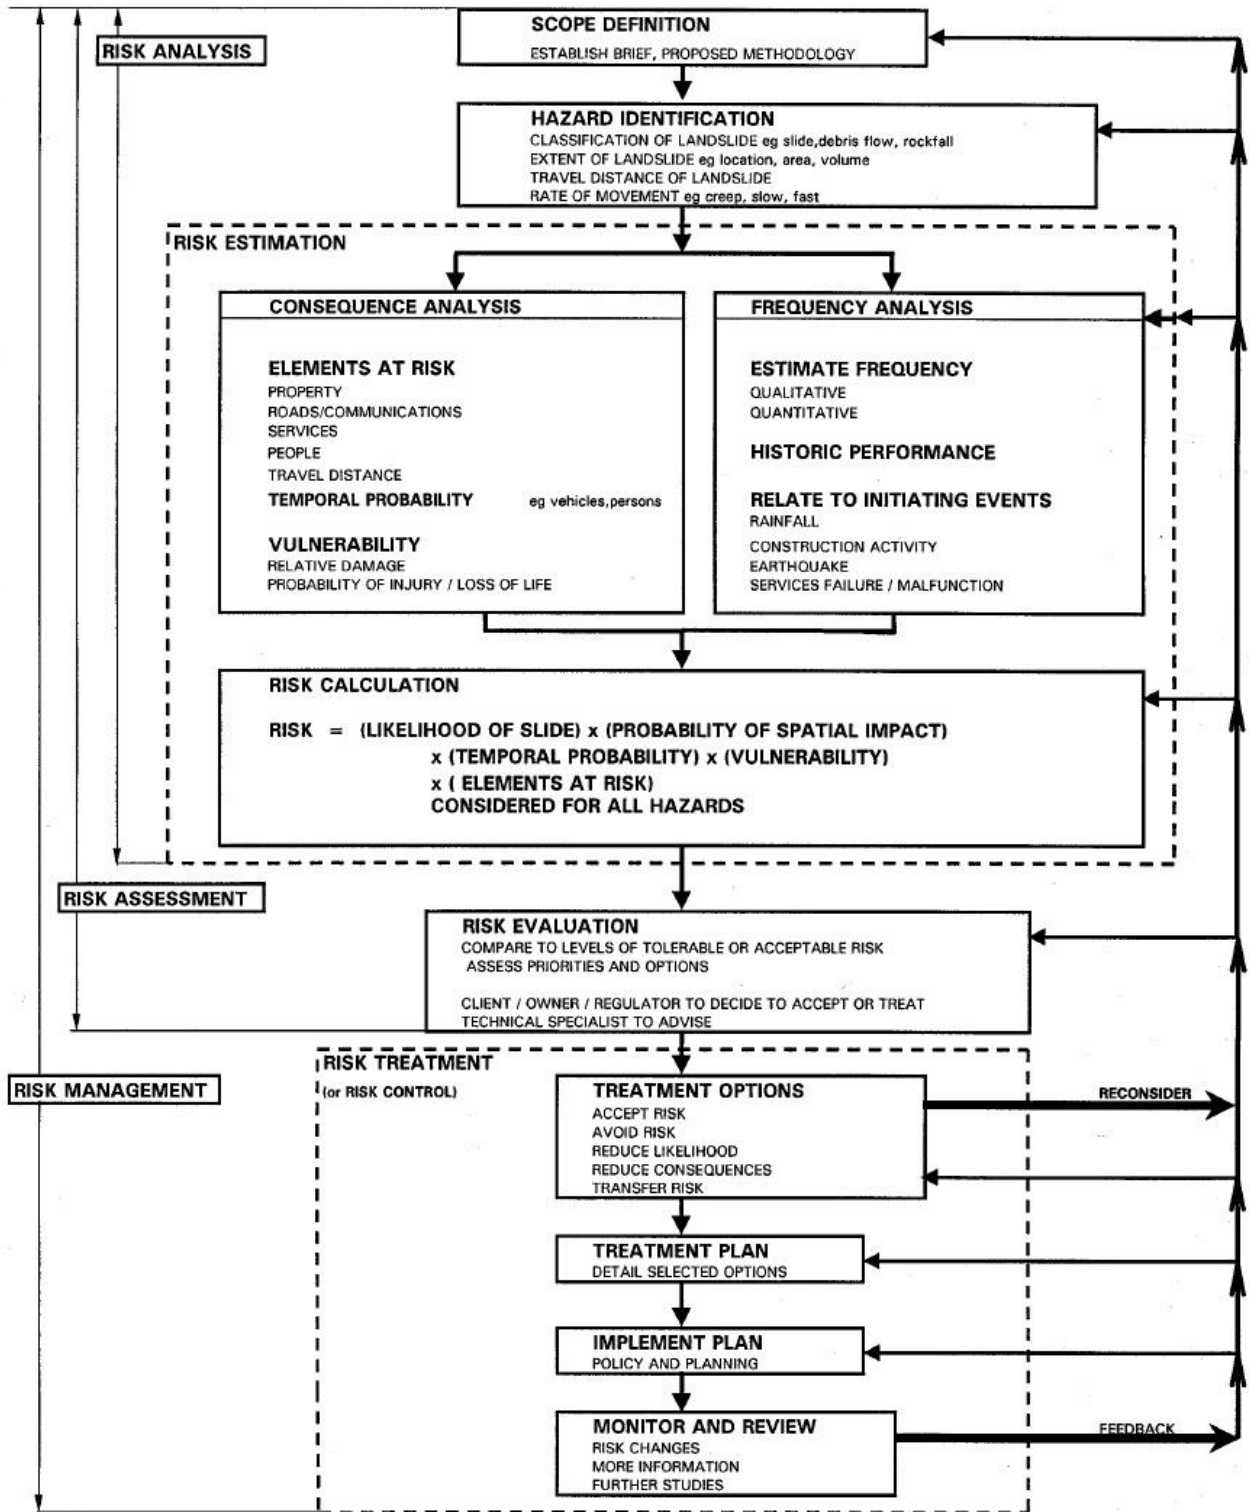 SCOPE DEFINITION
ESTABLISH BRIEF, PROPOSED METHODOLOGY
RISK ANALYSIS
HAZARD IDENTIFICATION
CLASSIFICATION OF LANDSLIDE eg slide,debris flow, rockfall
EXTENT OF LANDSLIDE eg location, area, volume
TRAVEL DISTANCE OF LANDSLIDE
RATE OF MOVEMENT eg creep, slow, fast
RISK ESTIMATION
CONSEQUENCE ANALYSIS
ELEMENTS AT RISK
PROPERTY
ROADS/COMMUNICATIONS
SERVICES
PEOPLE
TRAVEL DISTANCE
TEMPORAL PROBABILITY eg vehicles,persons
VULNERABILITY
RELATIVE DAMAGE
PROBABILITY OF INJURY / LOSS OF LIFE
FREQUENCY ANALYSIS
ESTIMATE FREQUENCY
QUALITATIVE
QUANTITATIVE
HISTORIC PERFORMANCE
RELATE TO INITIATING EVENTS
RAINFALL
CONSTRUCTION ACTIVITY
EARTHQUAKE
SERVICES FAILURE / MALFUNCTION
RISK CALCULATION
RISK = (LIKELIHOOD OF SLIDE) x (PROBABILITY OF SPATIAL IMPACT)
x (TEMPORAL PROBABILITY) x (VULNERABILITY)
x ( ELEMENTS AT RISK)
CONSIDERED FOR ALL HAZARDS
RISK ASSESSMENT
RISK EVALUATION
COMPARE TO LEVELS OF TOLERABLE OR ACCEPTABLE RISK
ASSESS PRIORITIES AND OPTIONS
CLIENT / OWNER / REGULATOR TO DECIDE TO ACCEPT OR TREAT
TECHNICAL SPECIALIST TO ADVISE
RISK MANAGEMENT
RISK TREATMENT
(or RISK CONTROL)
TREATMENT OPTIONS
ACCEPT RISK
AVOID RISK
REDUCE LIKELIHOOD
REDUCE CONSEQUENCES
TRANSFER RISK
RECONSIDER
TREATMENT PLAN
DETAIL SELECTED OPTIONS
IMPLEMENT PLAN
POLICY AND PLANNING
MONITOR AND REVIEW
RISK CHANGES
MORE INFORMATION
FURTHER STUDIES
FEEDBACK